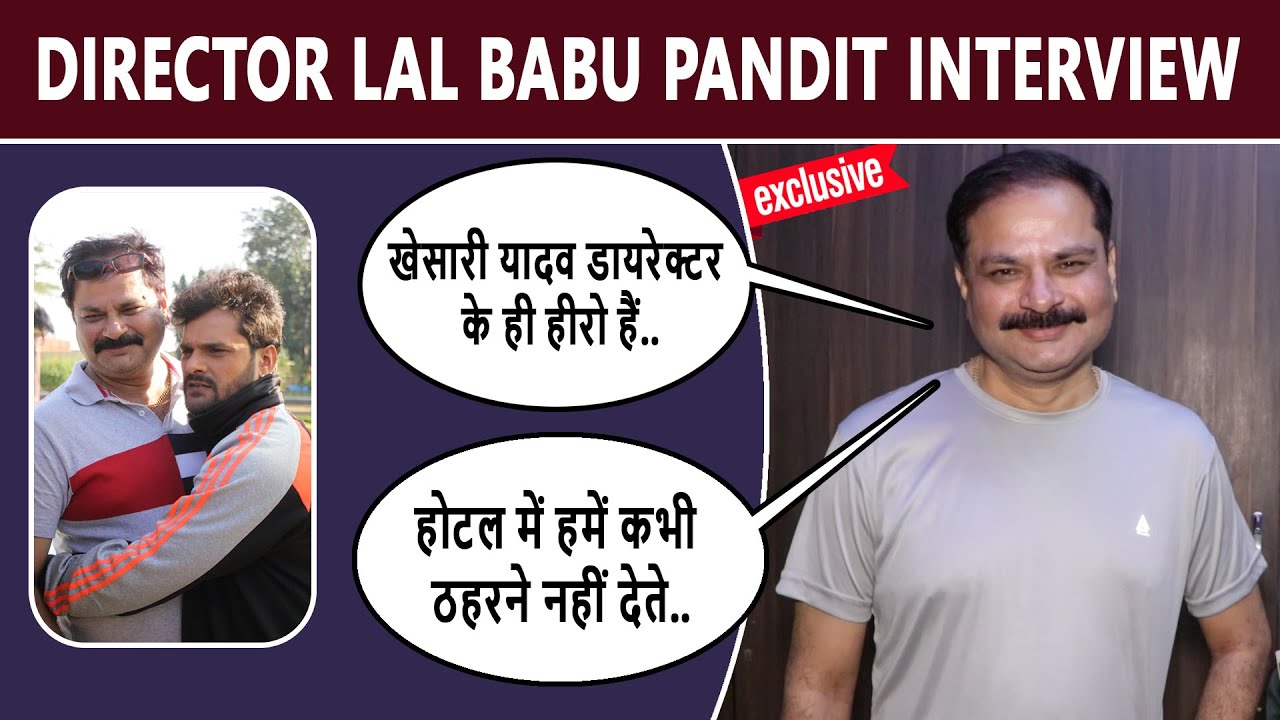 DIRECTOR LAL BABU PANDIT INTERVIEW
exclusive
खेसारी यादव डायरेक्टर
के ही हीरो हैं..
होटल में हमें कभी
ठहरने नहीं देते..